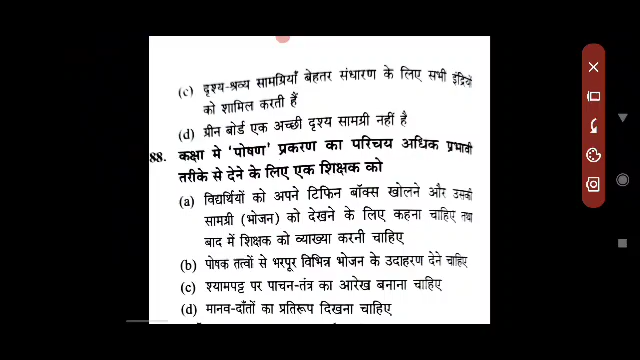 (c) दृश्य-श्रव्य सामग्रियाँ बेहतर संधारण के लिए सभी इंद्रियों
को शामिल करती हैं
(d) ग्रीन बोर्ड एक अच्छी दृश्य सामग्री नहीं है
88. कक्षा मे 'पोषण' प्रकरण का परिचय अधिक प्रभावी
तरीके से देने के लिए एक शिक्षक को
(a) विद्यर्थियों को अपने टिफिन बॉक्स खोलने और उसकी
सामग्री (भोजन) को देखने के लिए कहना चाहिए तथा
बाद में शिक्षक को व्याख्या करनी चाहिए
(b) पोषक तत्वों से भरपूर विभिन्न भोजन के उदाहरण देने चाहिए
(c) श्यामपट्ट पर पाचन-तंत्र का आरेख बनाना चाहिए
(d) मानव-दाँतों का प्रतिरूप दिखना चाहिए